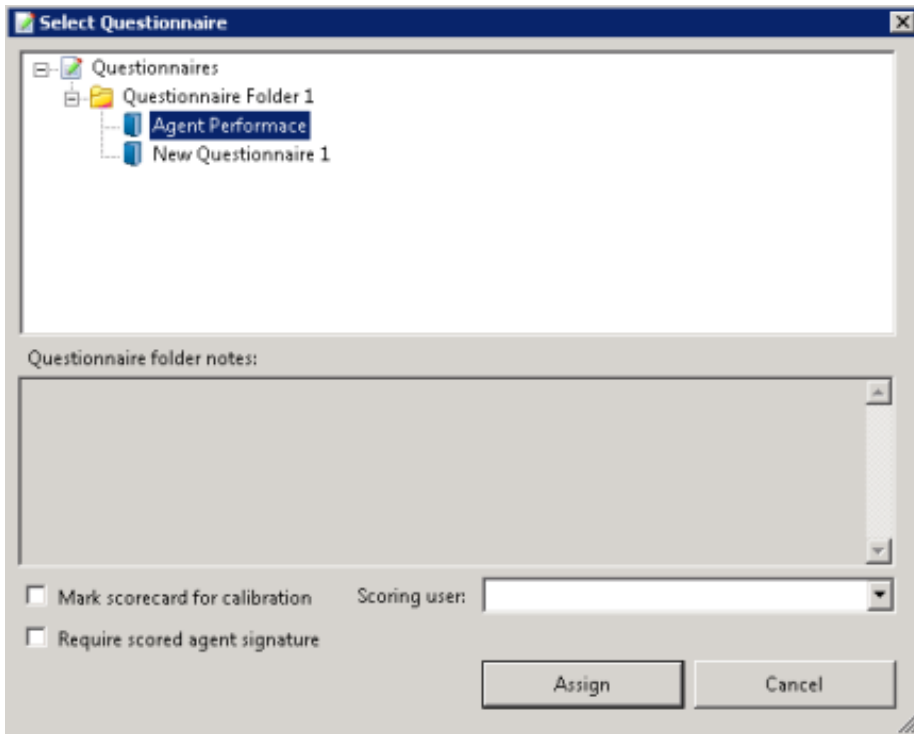 Select Questionnaire
Questionnaires
Questionnaire Folder 1
Agent Performace
New Questionnaire 1
Questionnaire folder notes:
Mark scorecard for calibration Scoring user:
Require scored agent signature
Assign Cancel